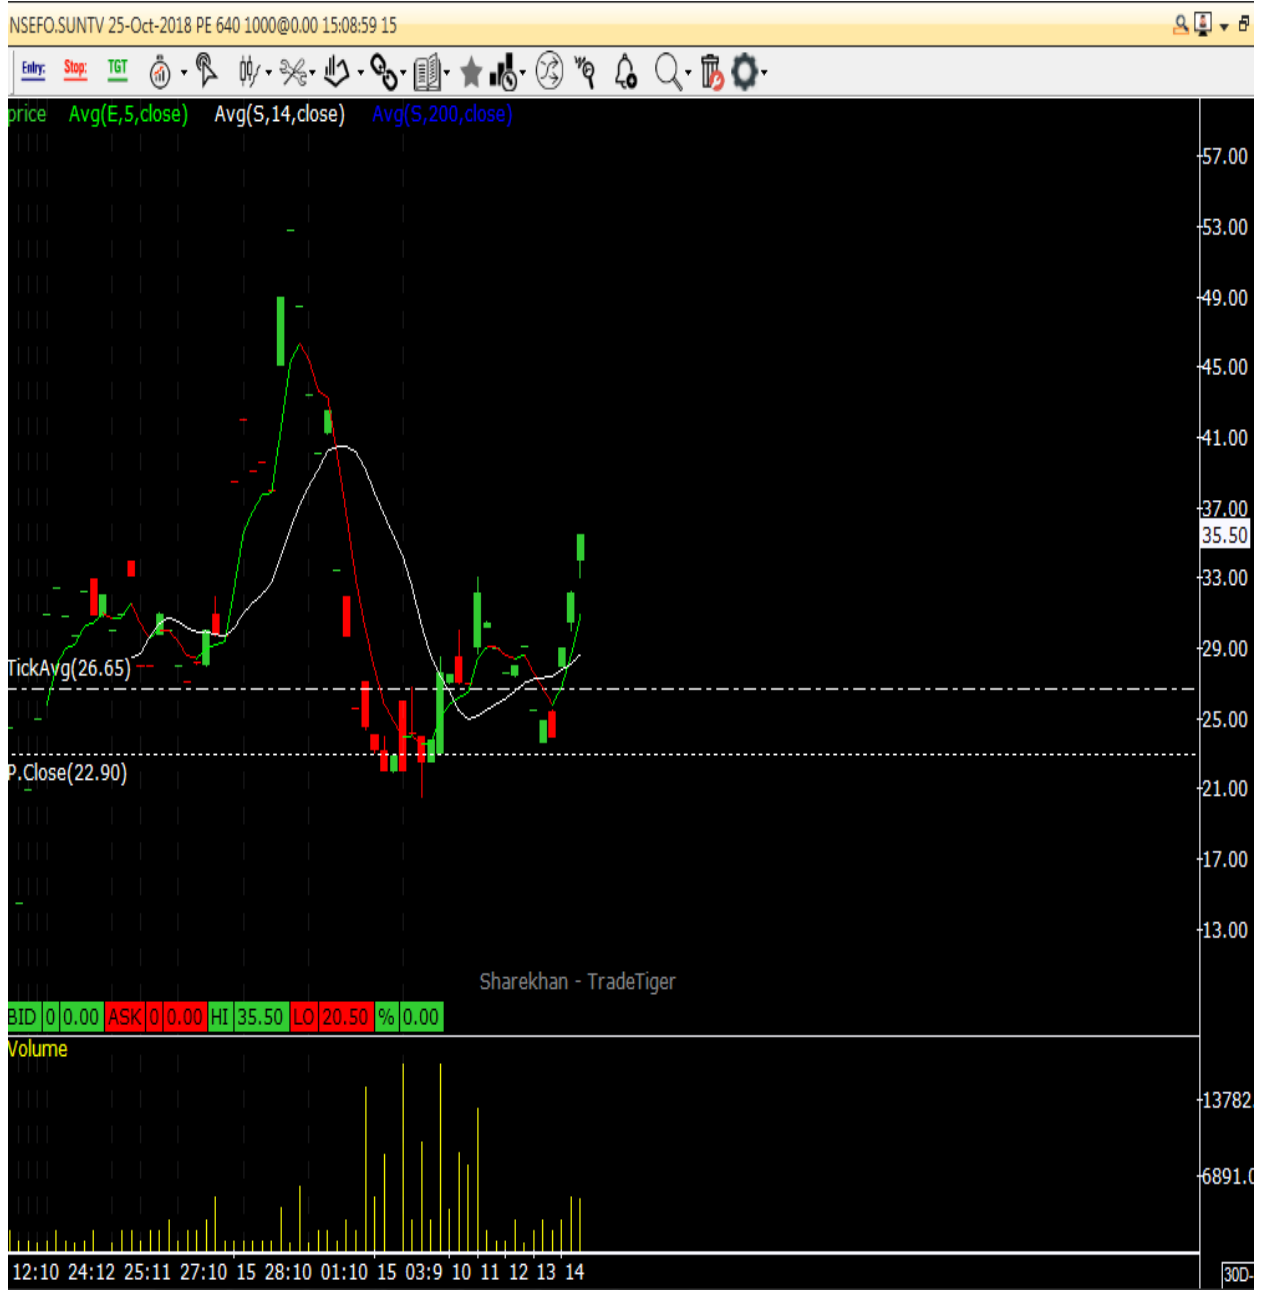 NSEFO.SUNTV 25-Oct-2018 PE 640 1000@0.00 15:08:59 15
Entry: Stop: TGT
price Avg(E,5,close) Avg(S,14,close) Avg(S,200,close)
57.00
53.00
49.00
45.00
41.00
37.00
35.50
33.00
29.00
TickAvg(26.65)
25.00
P.Close(22.90)
21.00
17.00
13.00
Sharekhan - TradeTiger
BID 0 0.00 ASK 0 0.00 HI 35.50 LO 20.50 % 0.00
Volume
13782.
6891.0
12:10 24:12 25:11 27:10 15 28:10 01:10 15 03:9 10 11 12 13 14
30D-